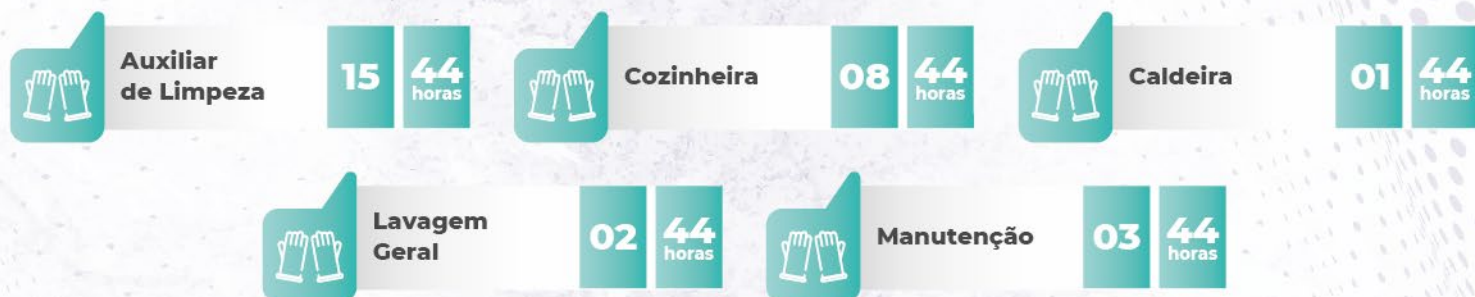 Auxiliar
de Limpeza
15
44
horas
Cozinheira
08
44
horas
Caldeira
01
44
horas
Lavagem
Geral
02
44
horas
Manutenção
03
44
horas